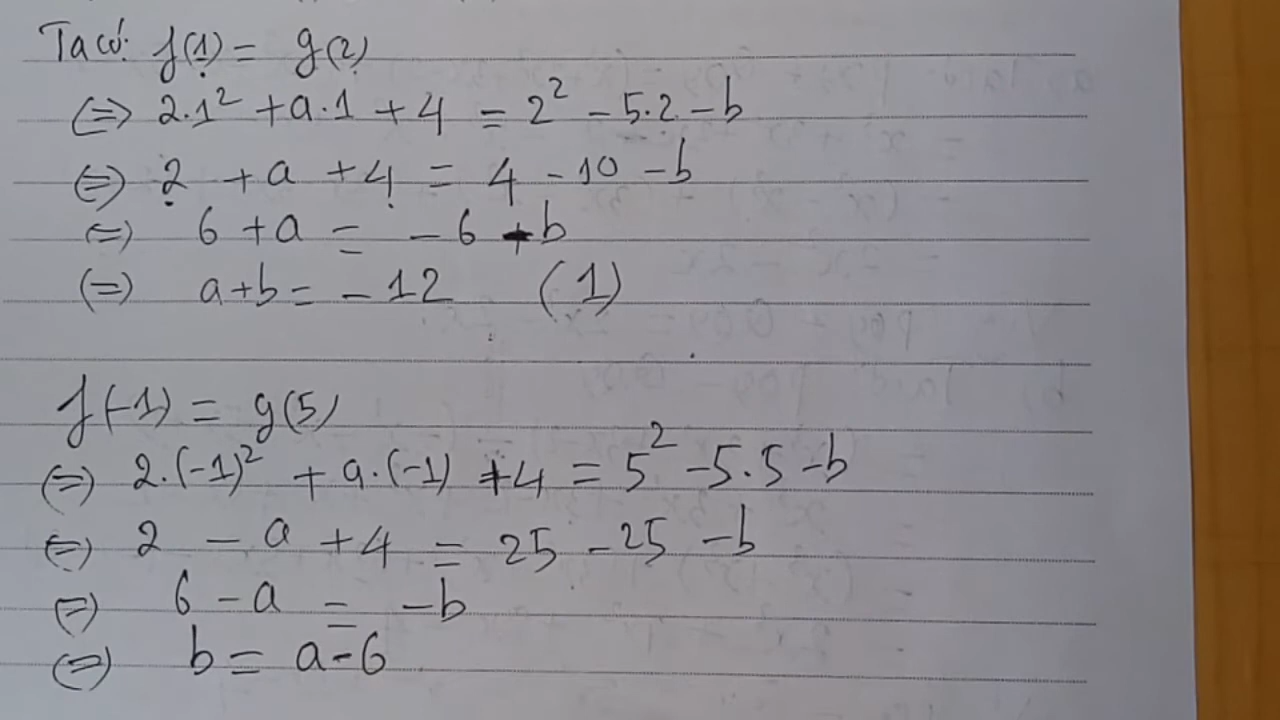 Ta có: f(1) = g(2)
(=) 2.1² + a.1 + 4 = 2² - 5.2 - b
(=) 2 + a + 4 = 4 - 10 - b
(=) 6 + a = - 6 - b
(=) a + b = - 12 (1)
f(-1) = g(5)
(=) 2.(-1)² + a.(-1) + 4 = 5² - 5.5 - b
(=) 2 - a + 4 = 25 - 25 - b
(=) 6 - a = - b
(=) b = a - 6